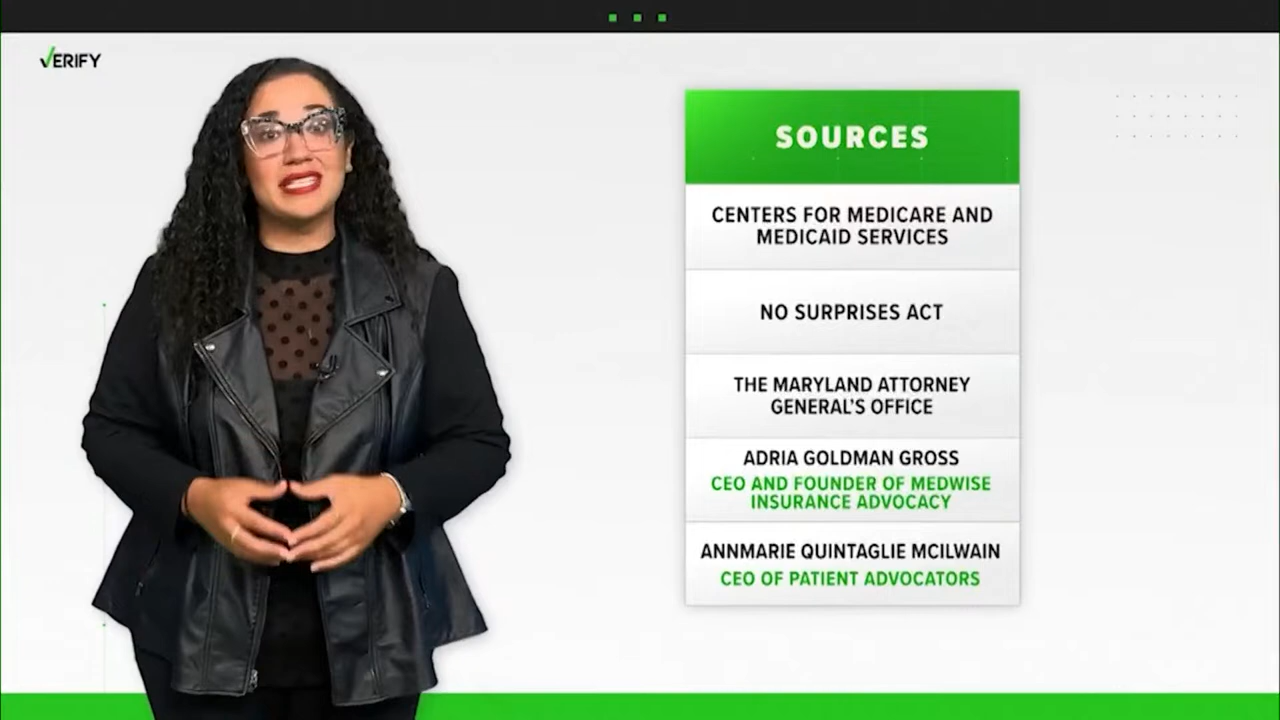 VERIFY
SOURCES
CENTERS FOR MEDICARE AND
MEDICAID SERVICES
NO SURPRISES ACT
THE MARYLAND ATTORNEY
GENERAL'S OFFICE
ADRIA GOLDMAN GROSS
CEO AND FOUNDER OF MEDWISE
INSURANCE ADVOCACY
ANNMARIE QUINTAGLIE MCILWAIN
CEO OF PATIENT ADVOCATORS